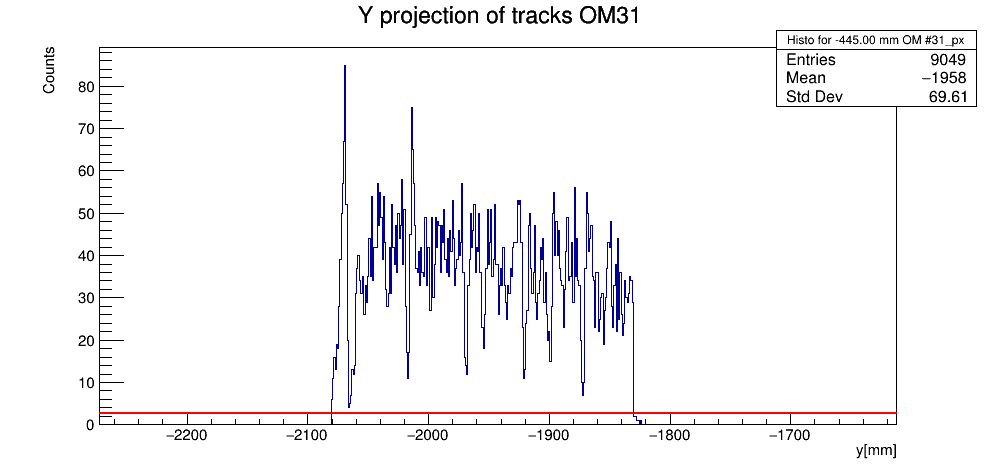 Y projection of tracks OM31
Histo for -445.00 mm OM #31_px
Entries 9049
Mean −1958
Std Dev 69.61
Counts
80
70
60
50
40
30
20
10
0
−2200 −2100 −2000 −1900 −1800 −1700
y[mm]